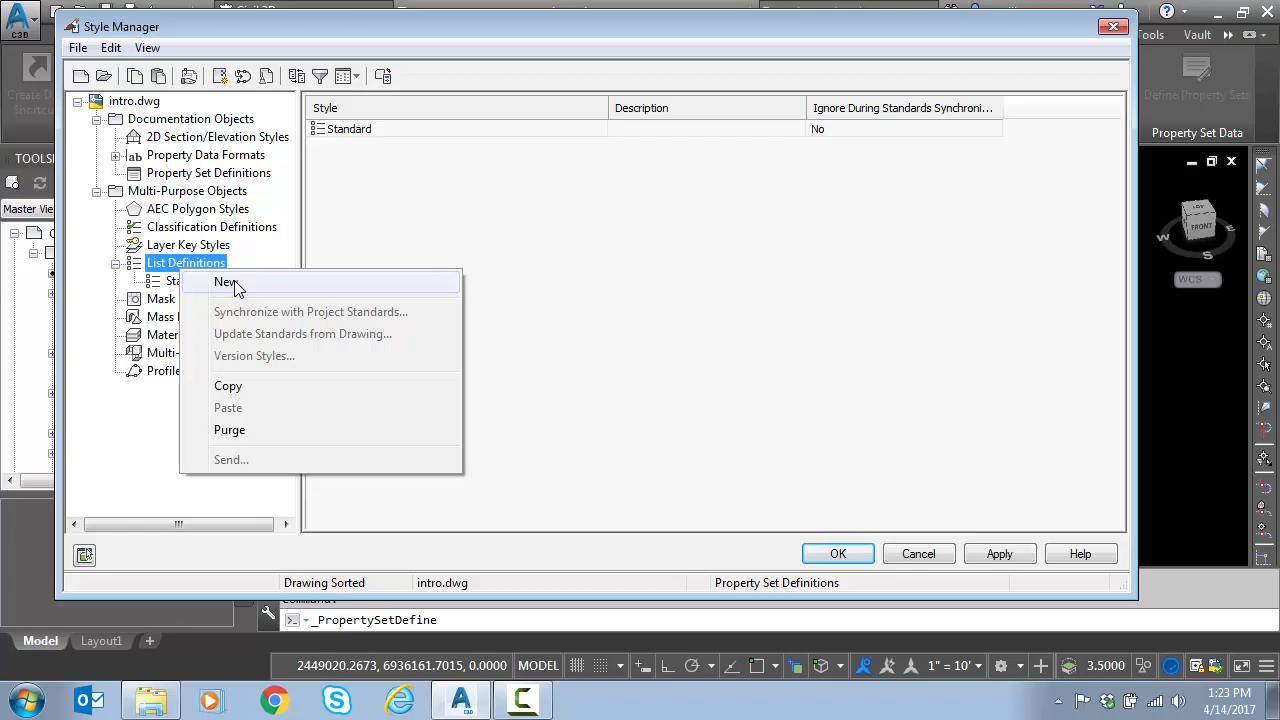 Style Manager
File Edit View
intro.dwg
Documentation Objects
2D Section/Elevation Styles
Property Data Formats
Property Set Definitions
Multi-Purpose Objects
AEC Polygon Styles
Classification Definitions
Layer Key Styles
List Definitions
Sta
Mask
Mass
Mater
Multi-
Profile
New
Synchronize with Project Standards...
Update Standards from Drawing...
Version Styles...
Copy
Paste
Purge
Send...
Style Description Ignore During Standards Synchroni...
Standard No
OK Cancel Apply Help
Drawing Sorted intro.dwg Property Set Definitions
C3D
Create D
Shortcu
TOOLS
Master Vie
Tools Vault
Define Property Sets
Property Set Data
FRONT
W
S
WCS
_PropertySetDefine
Model Layout1
2449020.2673, 6936161.7015, 0.0000 MODEL 1" = 10' 3.5000
1:23 PM
4/14/2017